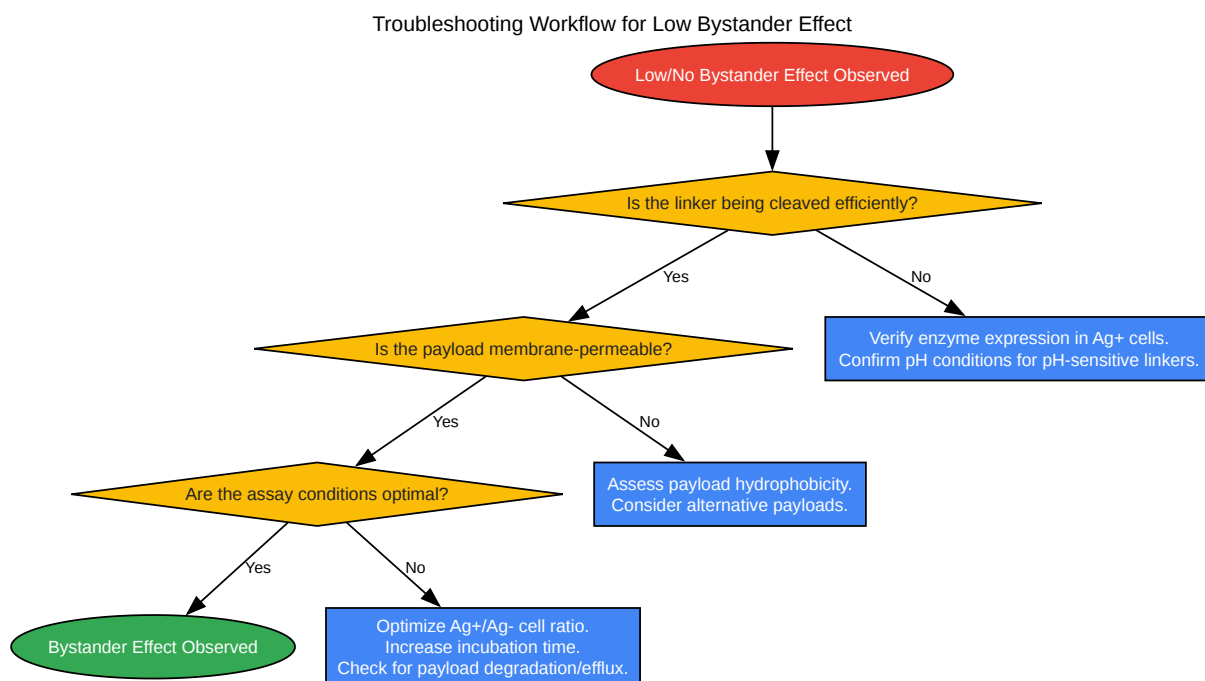 Troubleshooting Workflow for Low Bystander Effect
Low/No Bystander Effect Observed
Is the linker being cleaved efficiently?
Yes
No
Is the payload membrane-permeable?
Verify enzyme expression in Ag+ cells.
Confirm pH conditions for pH-sensitive linkers.
Yes
No
Are the assay conditions optimal?
Assess payload hydrophobicity.
Consider alternative payloads.
Yes
No
Bystander Effect Observed
Optimize Ag+/Ag- cell ratio.
Increase incubation time.
Check for payload degradation/efflux.